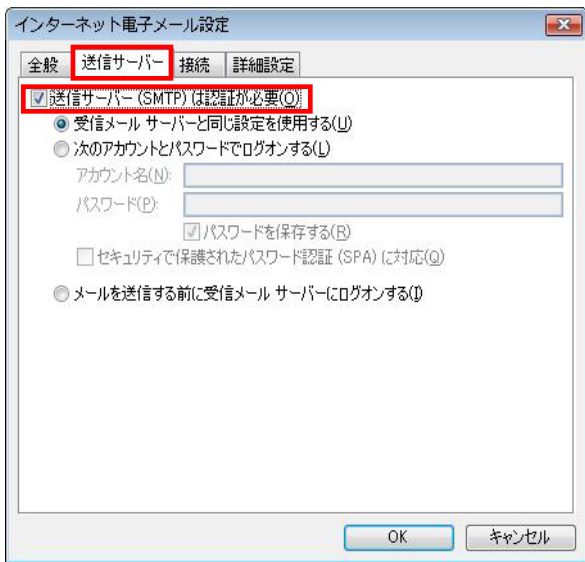 インターネット電子メール設定
全般 送信サーバー 接続 詳細設定
送信サーバー (SMTP) は認証が必要(O)
受信メール サーバーと同じ設定を使用する(U)
次のアカウントとパスワードでログオンする(L)
アカウント名(N):
パスワード(P):
パスワードを保存する(R)
セキュリティで保護されたパスワード認証 (SPA) に対応(Q)
メールを送信する前に受信メール サーバーにログオンする(I)
OK キャンセル